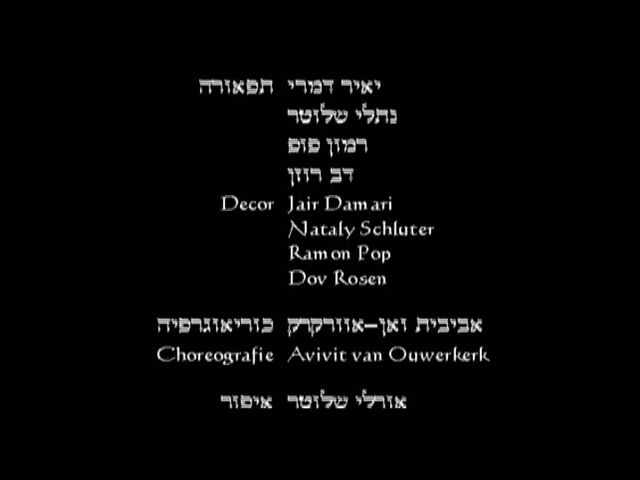 תפאורה יאיר דמרי
נתלי שלוטר
רמון פופ
דב רוזן
Decor Jair Damari
Nataly Schluter
Ramon Pop
Dov Rosen
כוריאוגרפיה אביבית ואן-אוורקרק
Choreografie Avivit van Ouwerkerk
איפור אורלי שלוטר